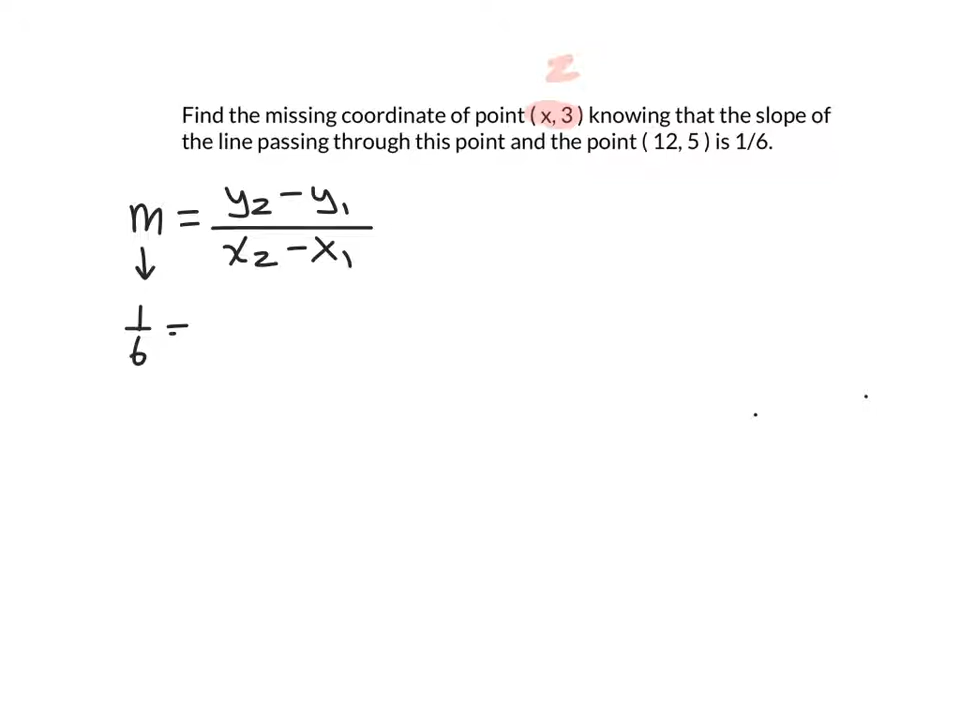 2
Find the missing coordinate of point ( x, 3 ) knowing that the slope of
the line passing through this point and the point ( 12, 5 ) is 1/6.
m = y₂ - y₁ / x₂ - x₁
↓
1/6 =